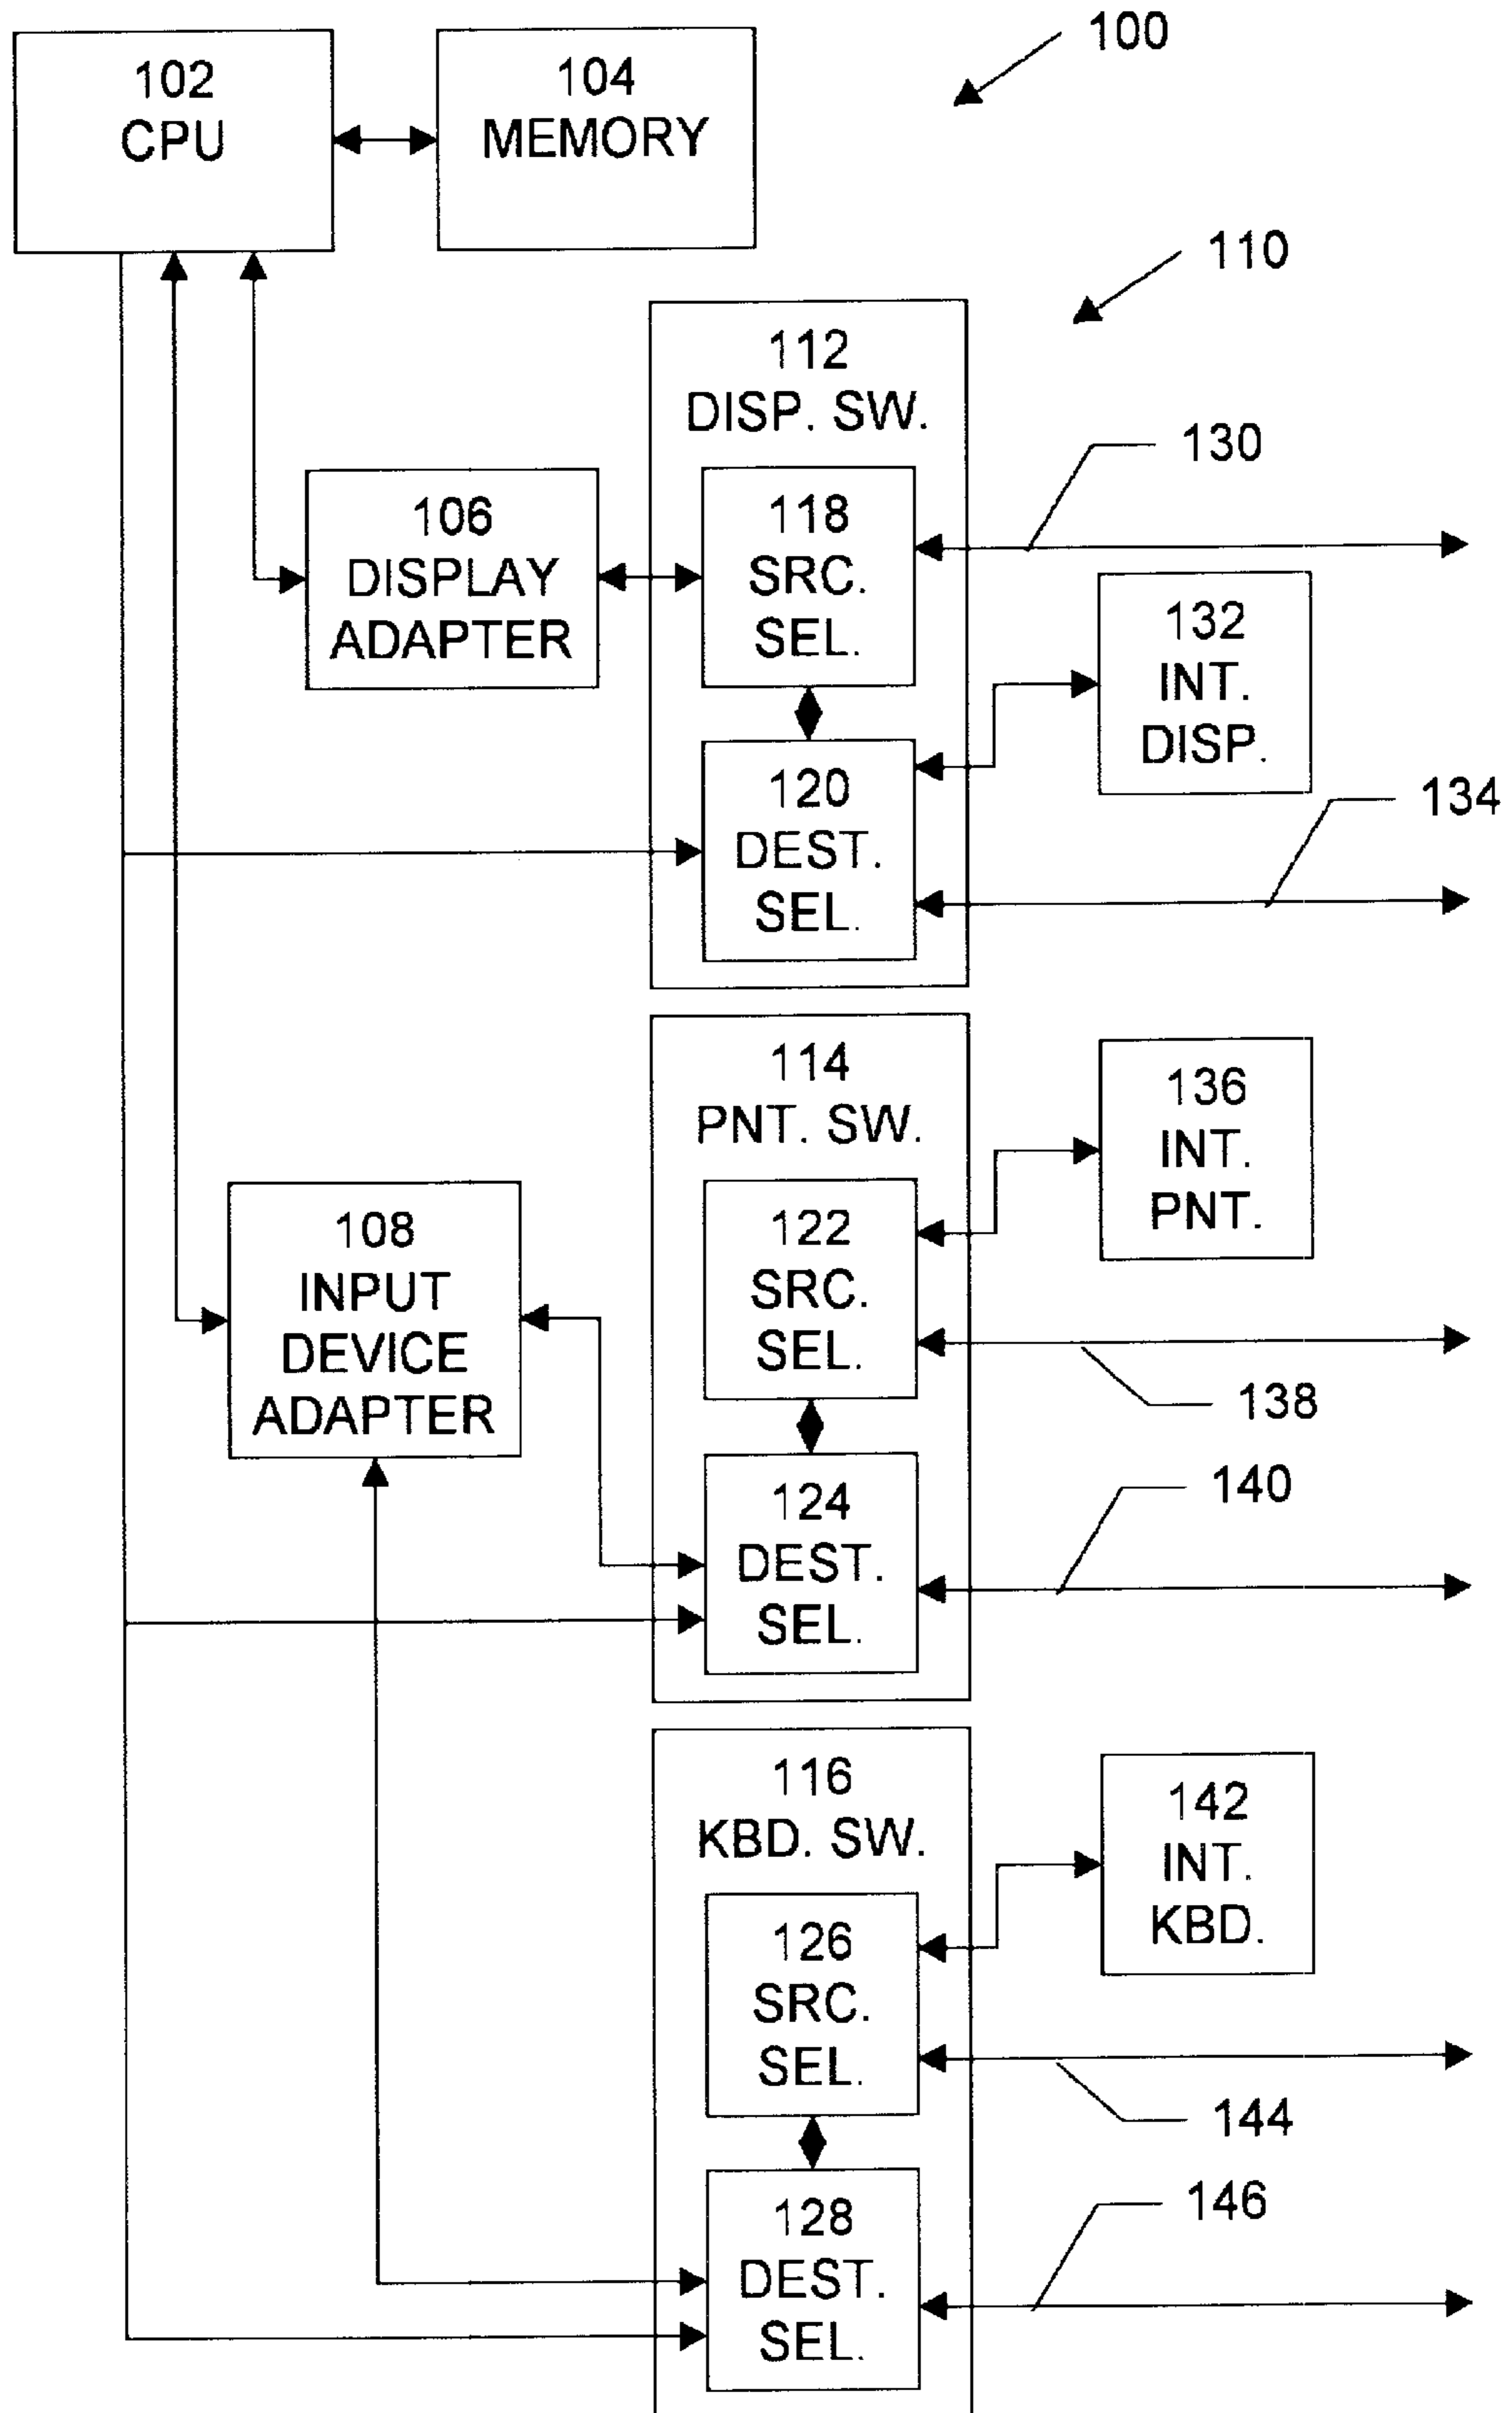 100
102
CPU
104
MEMORY
110
112
DISP. SW.
130
106
DISPLAY
ADAPTER
118
SRC.
SEL.
132
INT.
DISP.
120
DEST.
SEL.
134
114
PNT. SW.
136
INT.
PNT.
108
INPUT
DEVICE
ADAPTER
122
SRC.
SEL.
138
124
DEST.
SEL.
140
116
KBD. SW.
142
INT.
KBD.
126
SRC.
SEL.
144
128
DEST.
SEL.
146